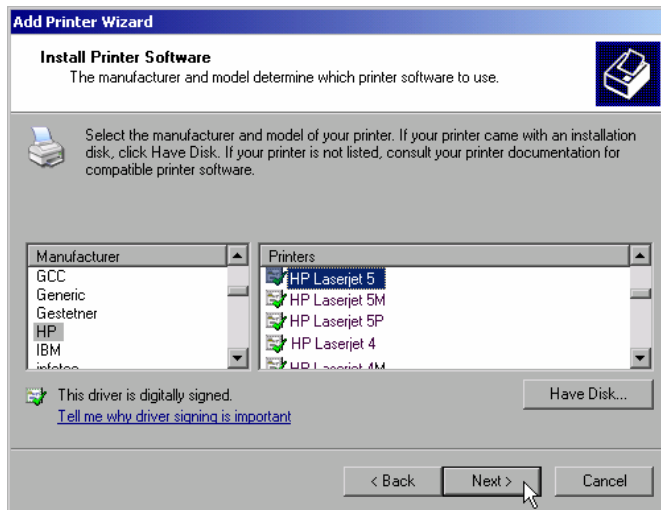 Add Printer Wizard
Install Printer Software
The manufacturer and model determine which printer software to use.
Select the manufacturer and model of your printer. If your printer came with an installation
disk, click Have Disk. If your printer is not listed, consult your printer documentation for
compatible printer software.
Manufacturer
GCC
Generic
Gestetner
HP
IBM
infotec
Printers
HP Laserjet 5
HP Laserjet 5M
HP Laserjet 5P
HP Laserjet 4
HP Laserjet 4M
This driver is digitally signed.
Tell me why driver signing is important
Have Disk...
< Back
Next >
Cancel